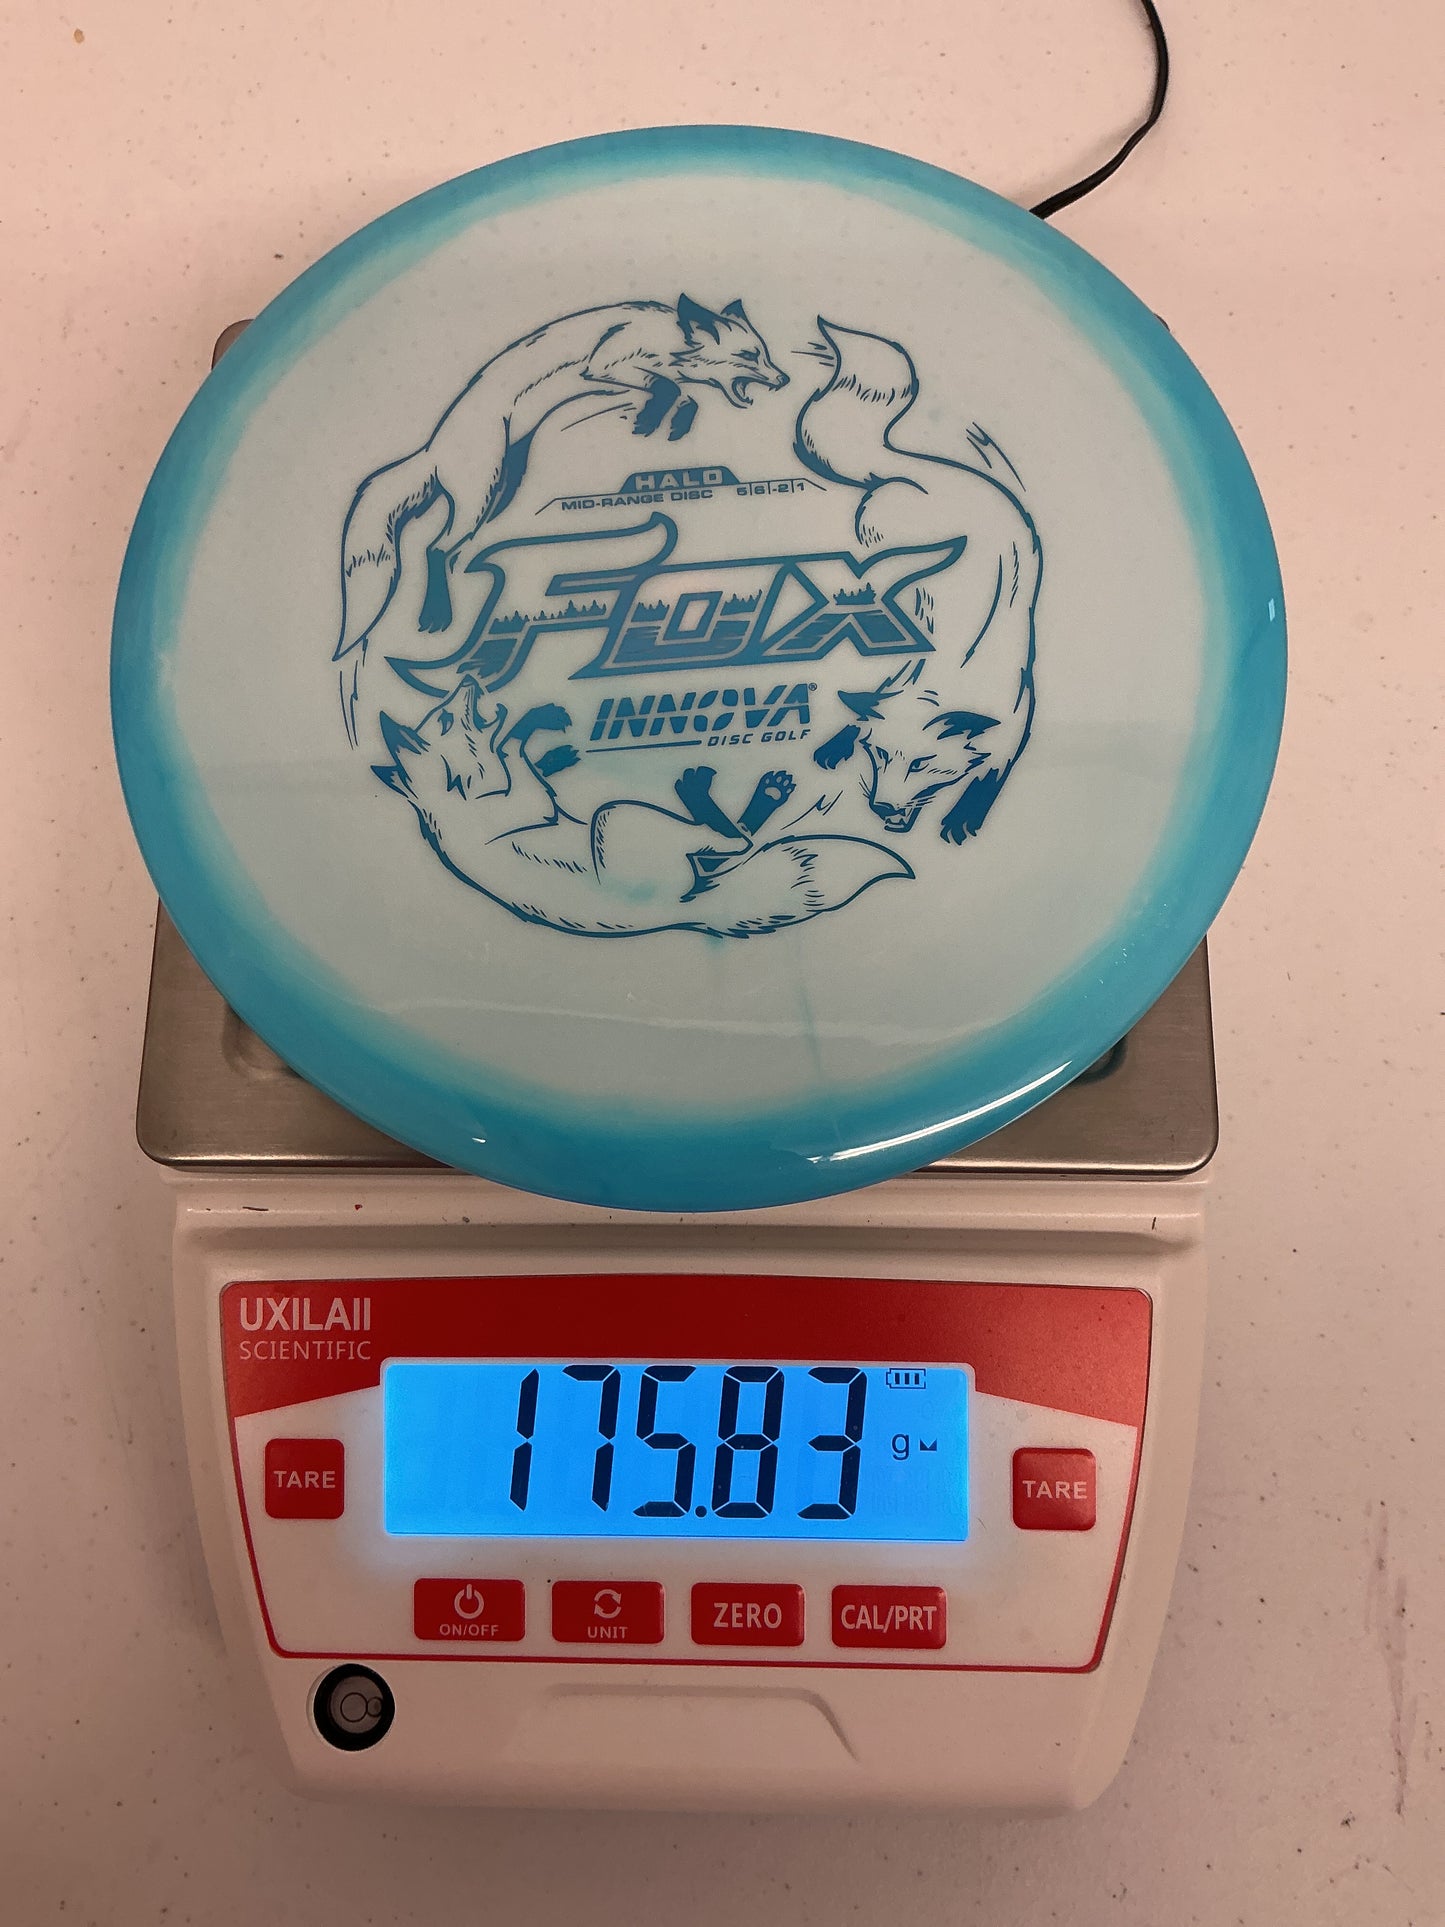 HALO
MID-RANGE DISC 5|6|-2|1
FOX
INNOVA®
DISC GOLF
UXILAII
SCIENTIFIC
175.83 g
TARE
TARE
ON/OFF
UNIT
ZERO
CAL/PRT